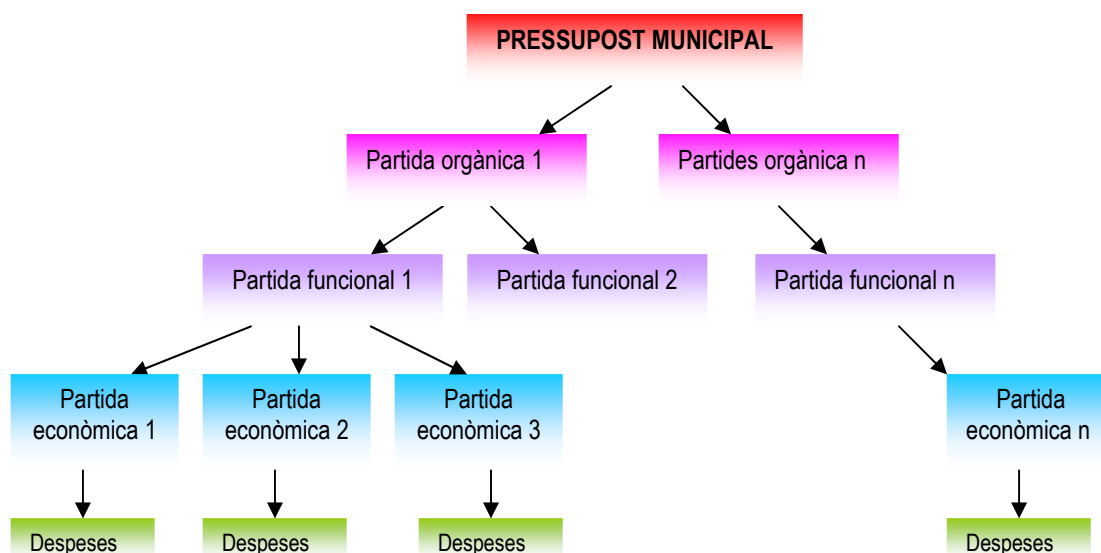 PRESSUPOST MUNICIPAL
Partida orgànica 1
Partides orgànica n
Partida funcional 1
Partida funcional 2
Partida funcional n
Partida
econòmica 1
Partida
econòmica 2
Partida
econòmica 3
Partida
econòmica n
Despeses
Despeses
Despeses
Despeses